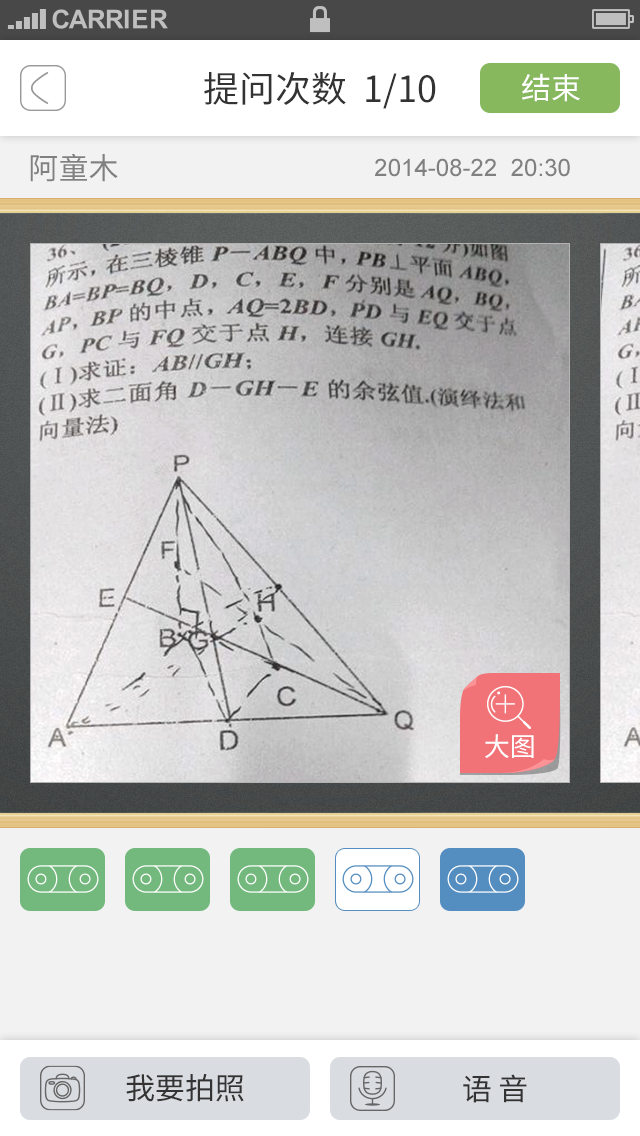 CARRIER
提问次数 1/10
结束
阿童木
2014-08-22 20:30
36、
分)如图
所示，在三棱锥 P－ABQ 中，PB⊥平面 ABQ，
BA=BP=BQ，D，C，E，F 分别是 AQ，BQ，
AP，BP 的中点，AQ=2BD，PD 与 EQ 交于点
G，PC 与 FQ 交于点 H，连接 GH.
(Ⅰ)求证：AB//GH；
(Ⅱ)求二面角 D－GH－E 的余弦值.(演绎法和
向量法)
P
F
E
H
B
G
C
A
D
Q
大图
我要拍照
语音